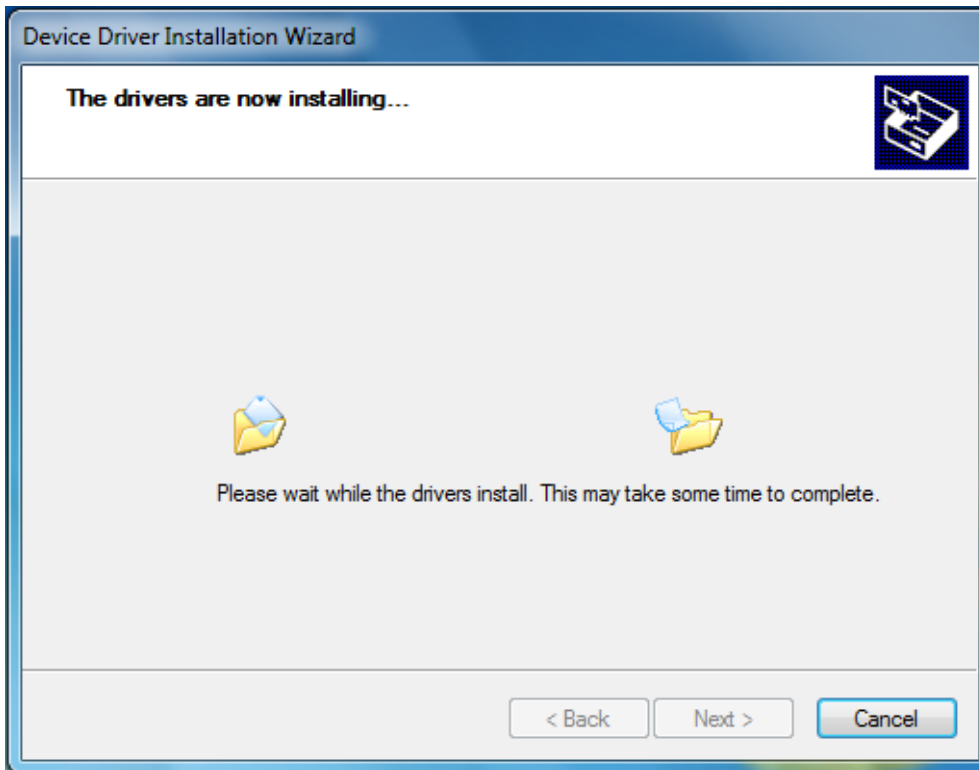 Device Driver Installation Wizard
The drivers are now installing...
Please wait while the drivers install. This may take some time to complete.
< Back
Next >
Cancel